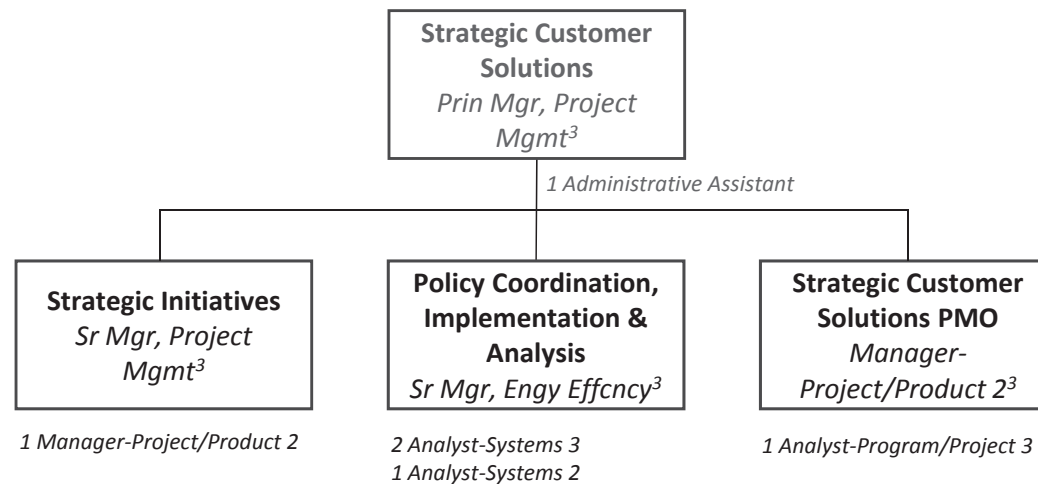 Strategic Customer
Solutions
Prin Mgr, Project
Mgmt³
1 Administrative Assistant
Strategic Initiatives
Sr Mgr, Project
Mgmt³
Policy Coordination,
Implementation &
Analysis
Sr Mgr, Engy Effcncy³
Strategic Customer
Solutions PMO
Manager-
Project/Product 2³
1 Manager-Project/Product 2
2 Analyst-Systems 3
1 Analyst-Systems 2
1 Analyst-Program/Project 3